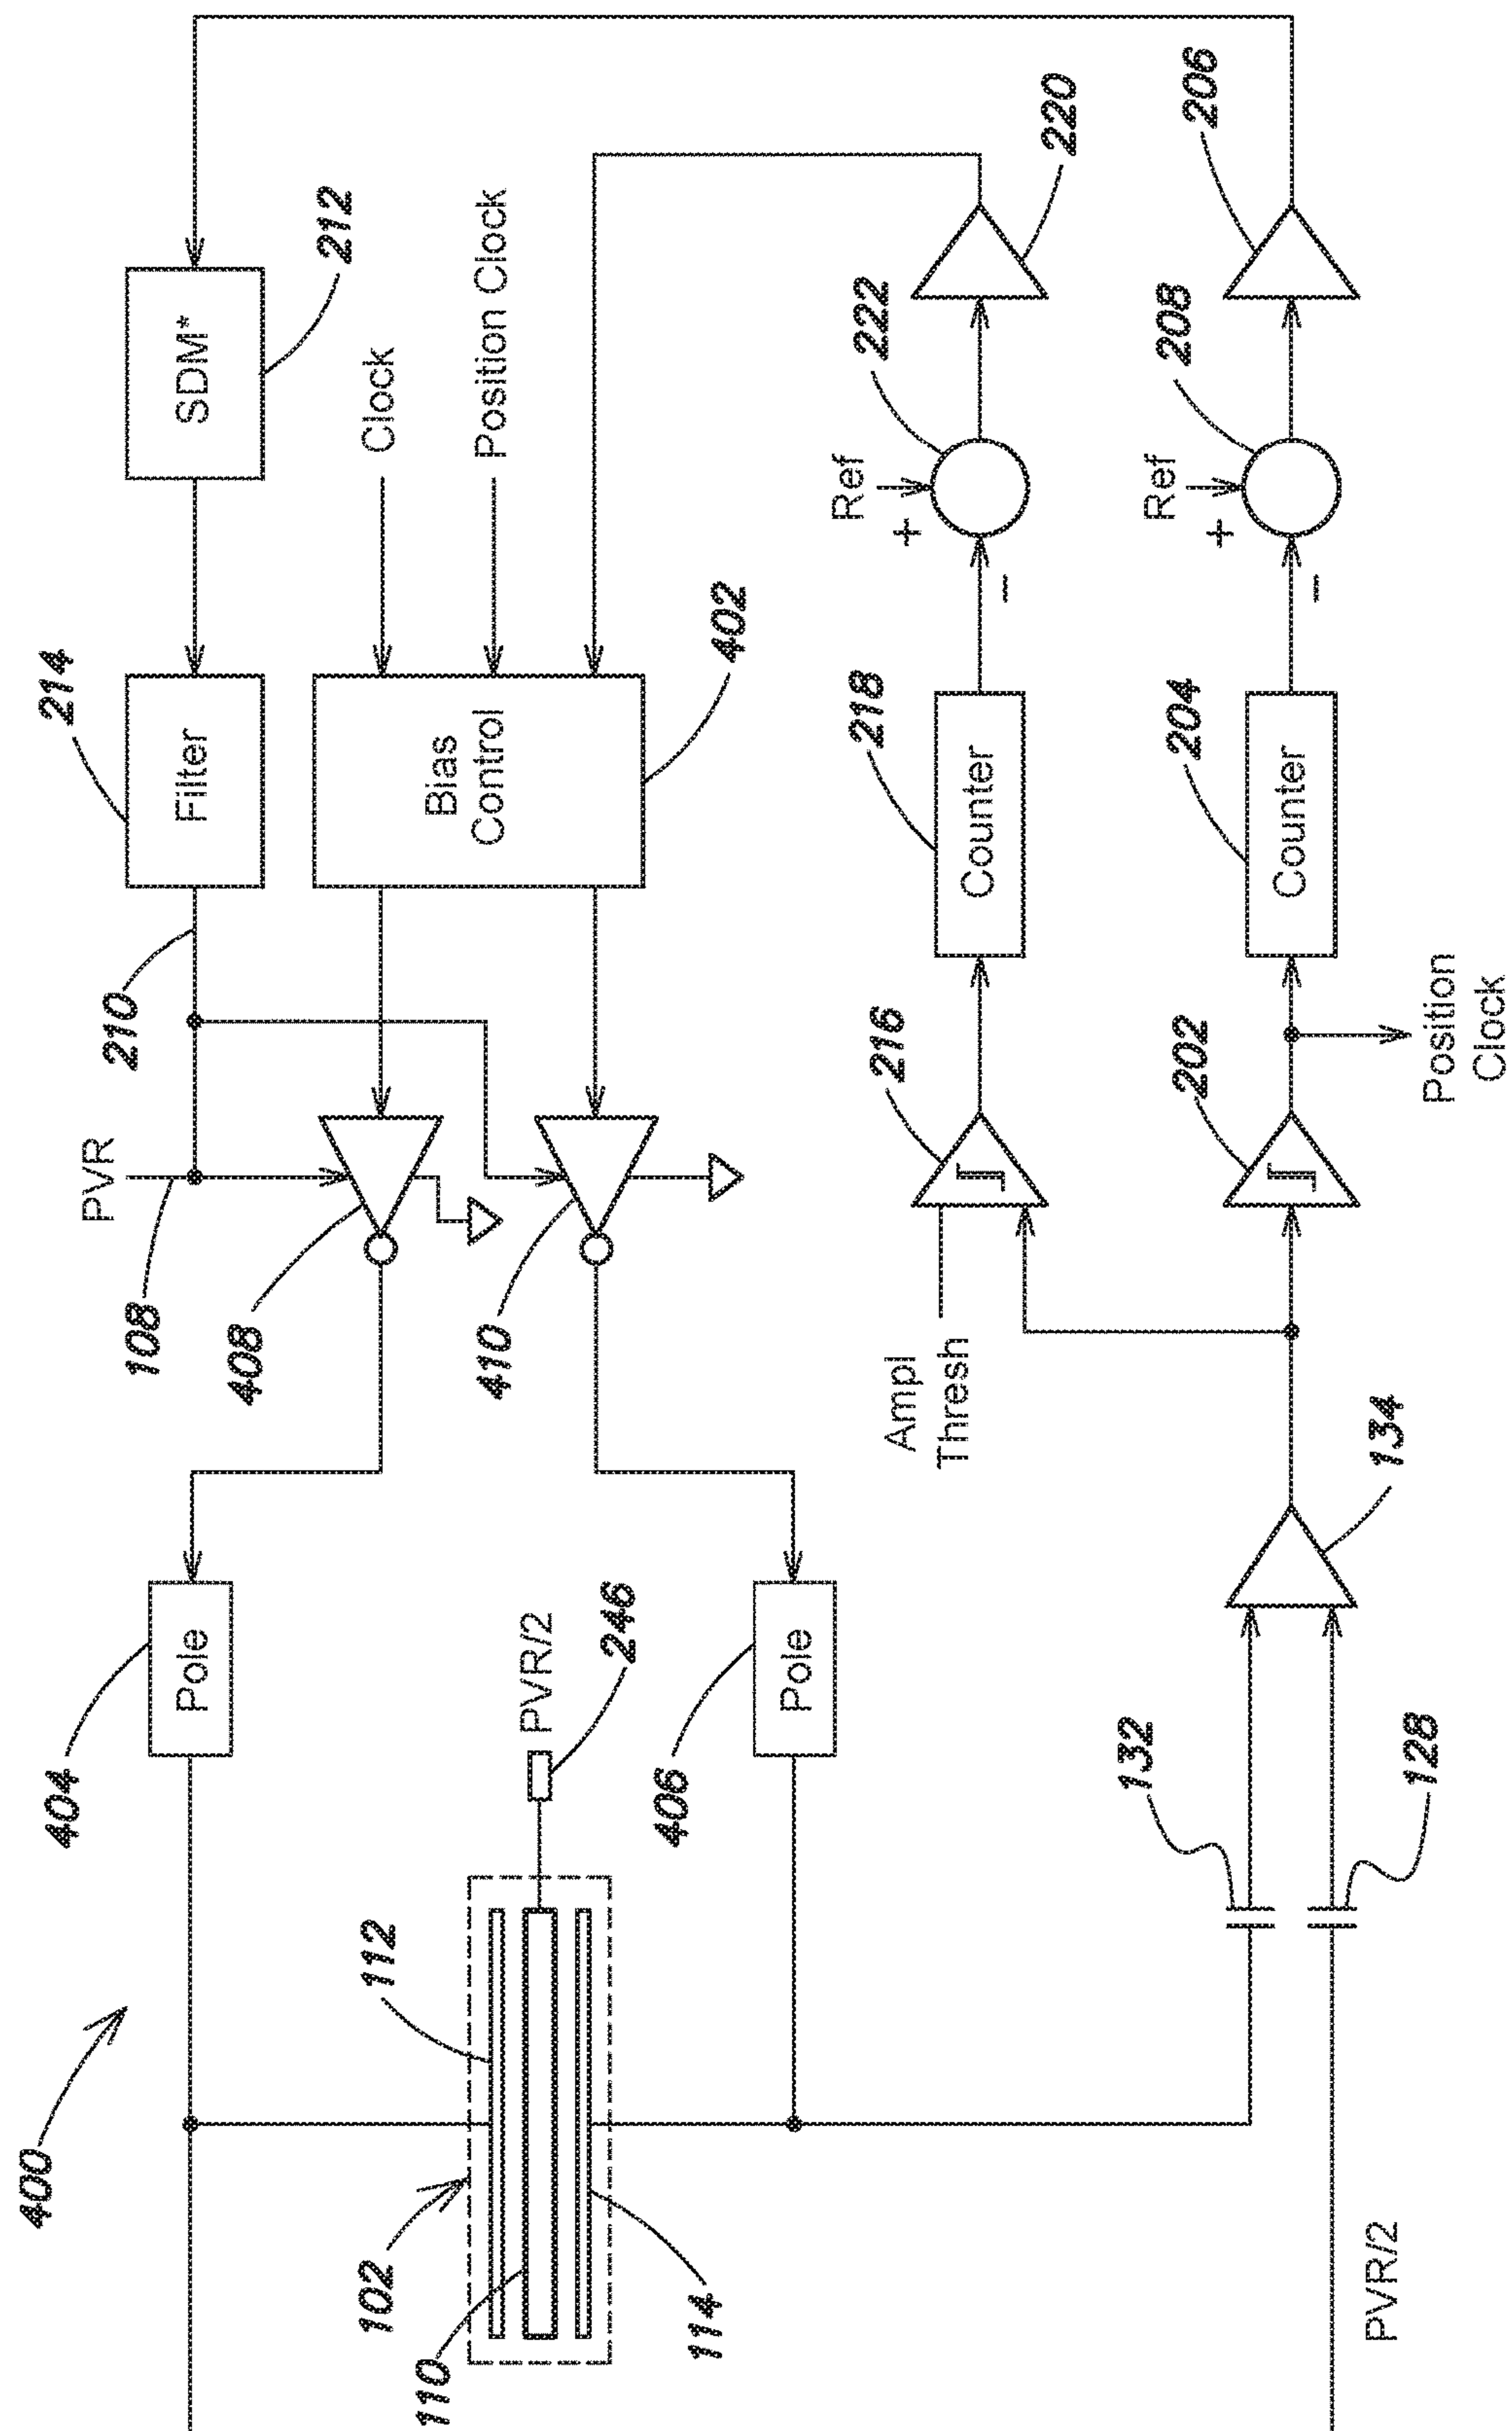 400
404
Pole
108
PVR
210
214
Filter
SDM*
212
408
Clock
Position Clock
Bias
Control
402
410
102
112
110
114
PVR/2
246
406
Pole
Ampl
Thresh
216
218
Counter
Ref
+
−
222
220
132
128
134
202
204
Counter
Ref
+
−
208
206
Position
Clock
PVR/2